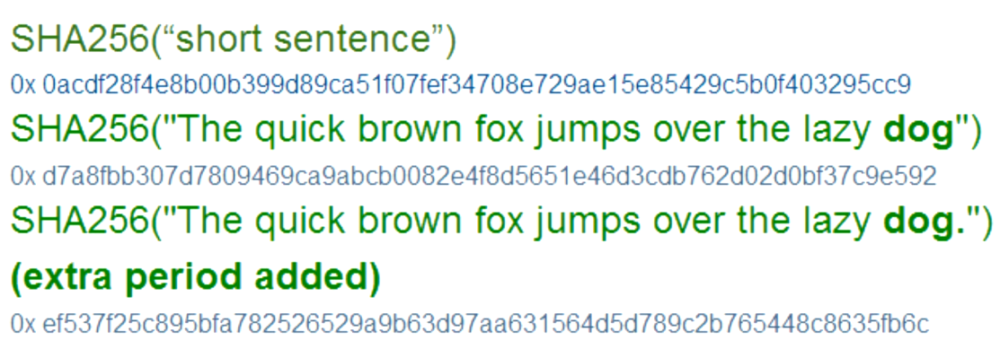 SHA256(“short sentence”)
0x 0acdf28f4e8b00b399d89ca51f07fef34708e729ae15e85429c5b0f403295cc9
SHA256("The quick brown fox jumps over the lazy dog")
0x d7a8fbb307d7809469ca9abcb0082e4f8d5651e46d3cdb762d02d0bf37c9e592
SHA256("The quick brown fox jumps over the lazy dog.")
(extra period added)
0x ef537f25c895bfa782526529a9b63d97aa631564d5d789c2b765448c8635fb6c